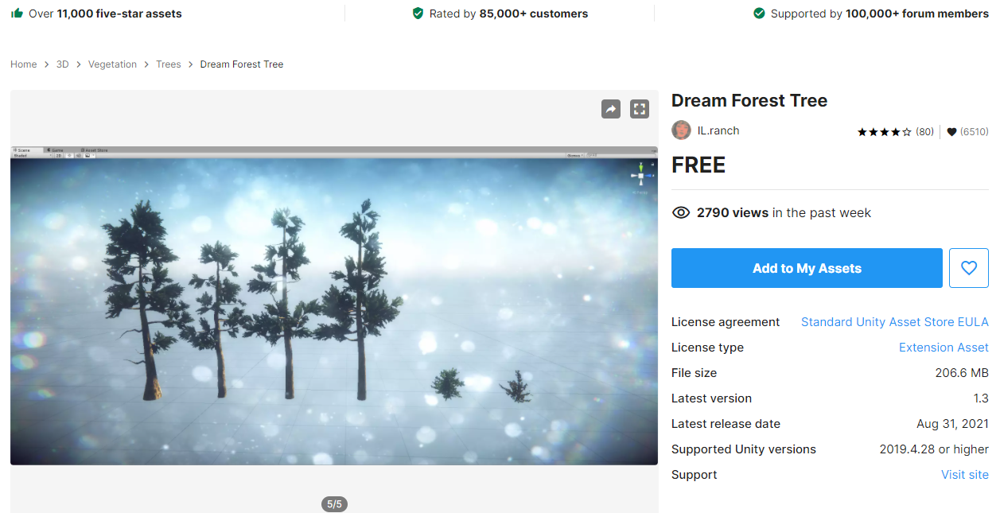 Over 11,000 five-star assets
Rated by 85,000+ customers
Supported by 100,000+ forum members
Home > 3D > Vegetation > Trees > Dream Forest Tree
Scene Game Asset Store
Shaded 2D
Gizmos
5/5
Dream Forest Tree
IL.ranch
(80) (6510)
FREE
2790 views in the past week
Add to My Assets
License agreement Standard Unity Asset Store EULA
License type Extension Asset
File size 206.6 MB
Latest version 1.3
Latest release date Aug 31, 2021
Supported Unity versions 2019.4.28 or higher
Support Visit site